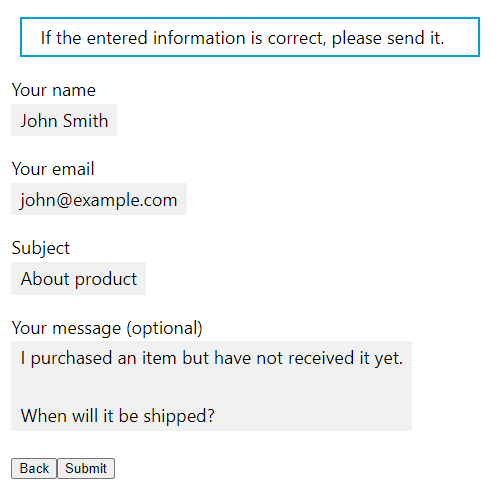 If the entered information is correct, please send it.
Your name
John Smith
Your email
john@example.com
Subject
About product
Your message (optional)
I purchased an item but have not received it yet.
When will it be shipped?
Back Submit